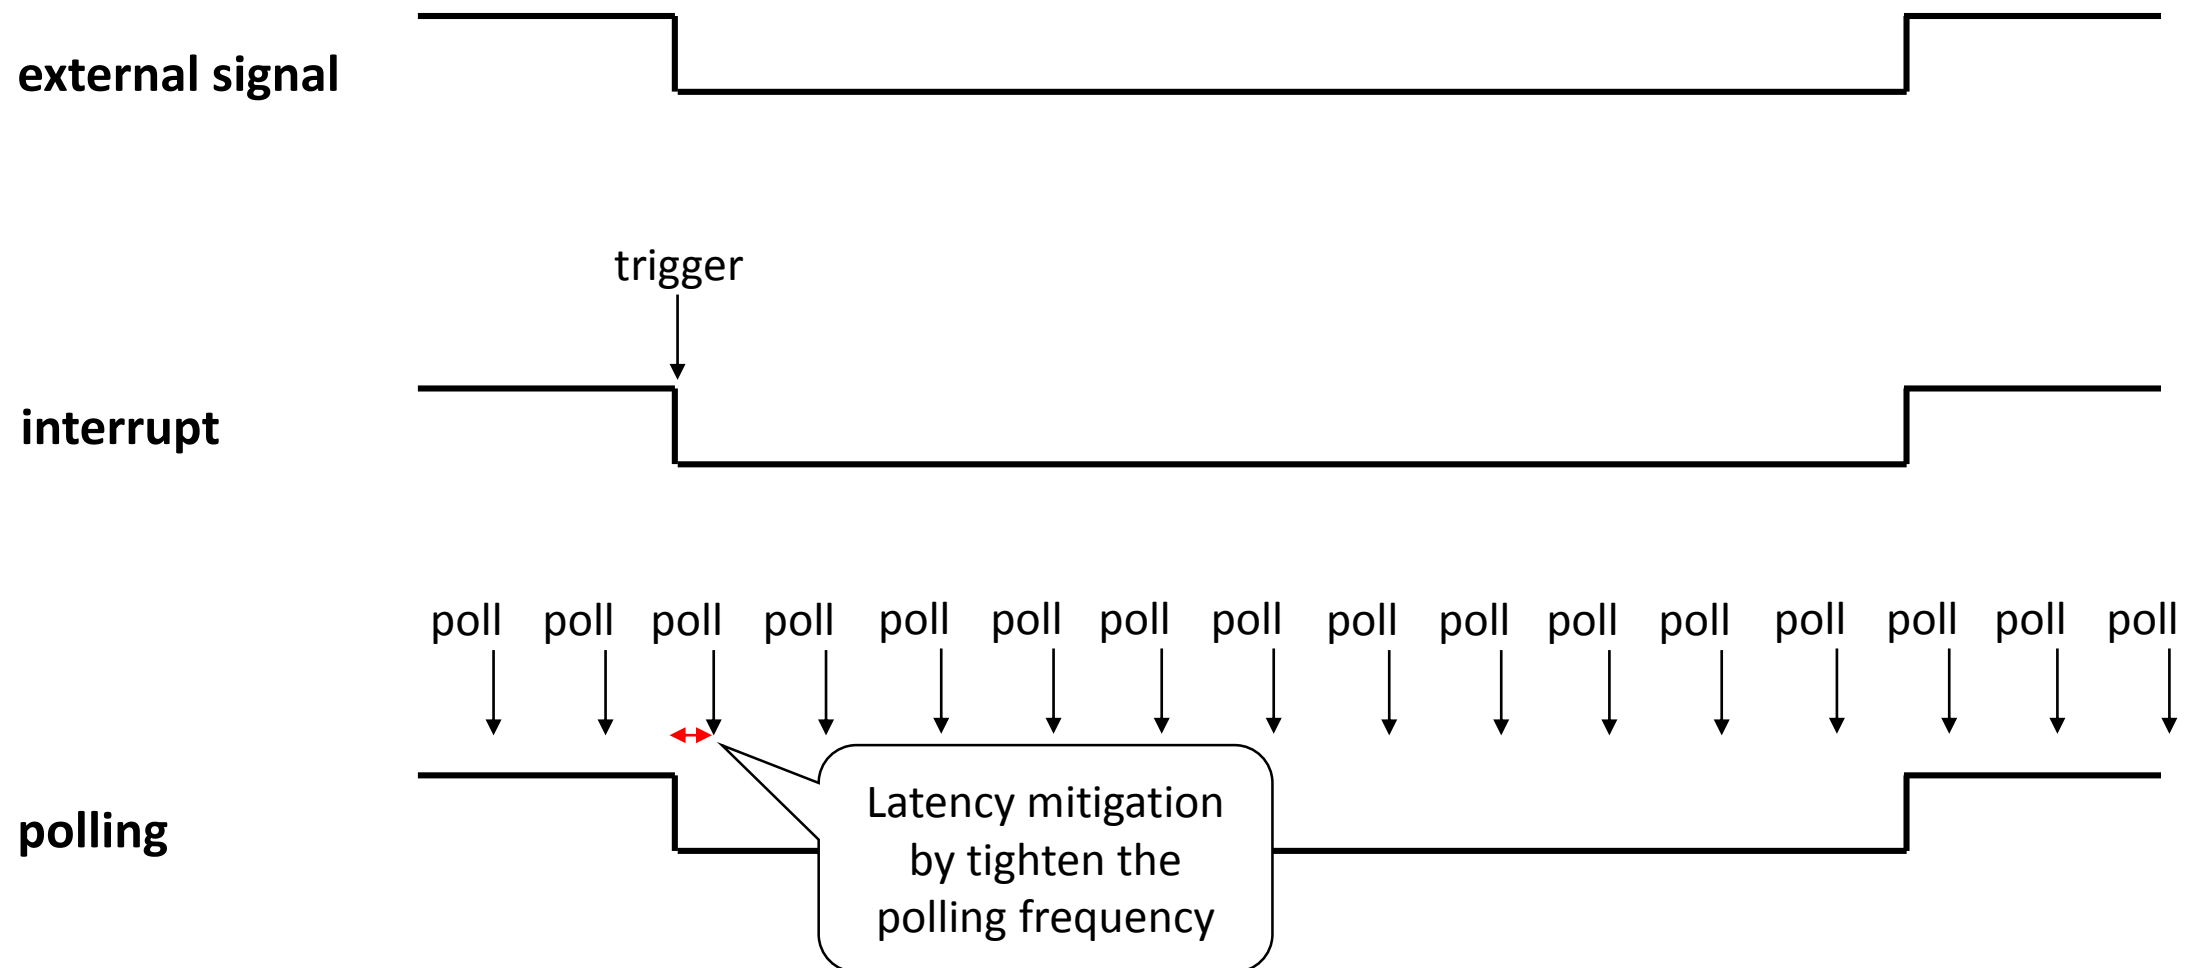 external signal
trigger
interrupt
poll poll poll poll poll poll poll poll poll poll poll poll poll poll poll poll
polling
Latency mitigation
by tighten the
polling frequency